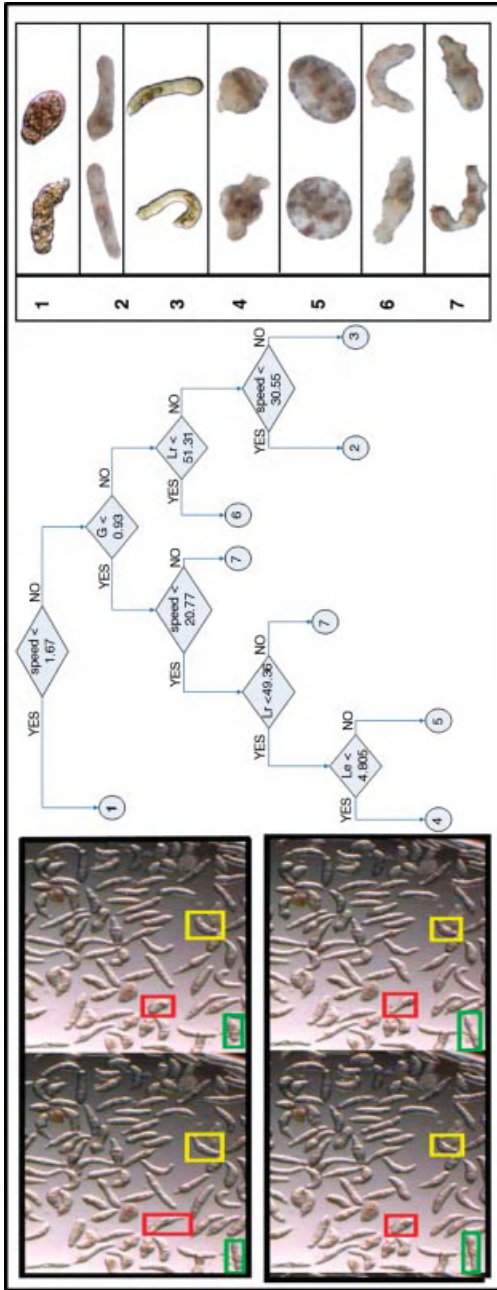 speed <
1.67
YES
NO
1
G <
0.93
YES
NO
speed <
20.77
YES
NO
7
Lr <
51.31
YES
NO
6
Lr <49.36
YES
NO
7
speed <
30.55
YES
NO
2
3
Le <
4.805
YES
NO
4
5
1
2
3
4
5
6
7